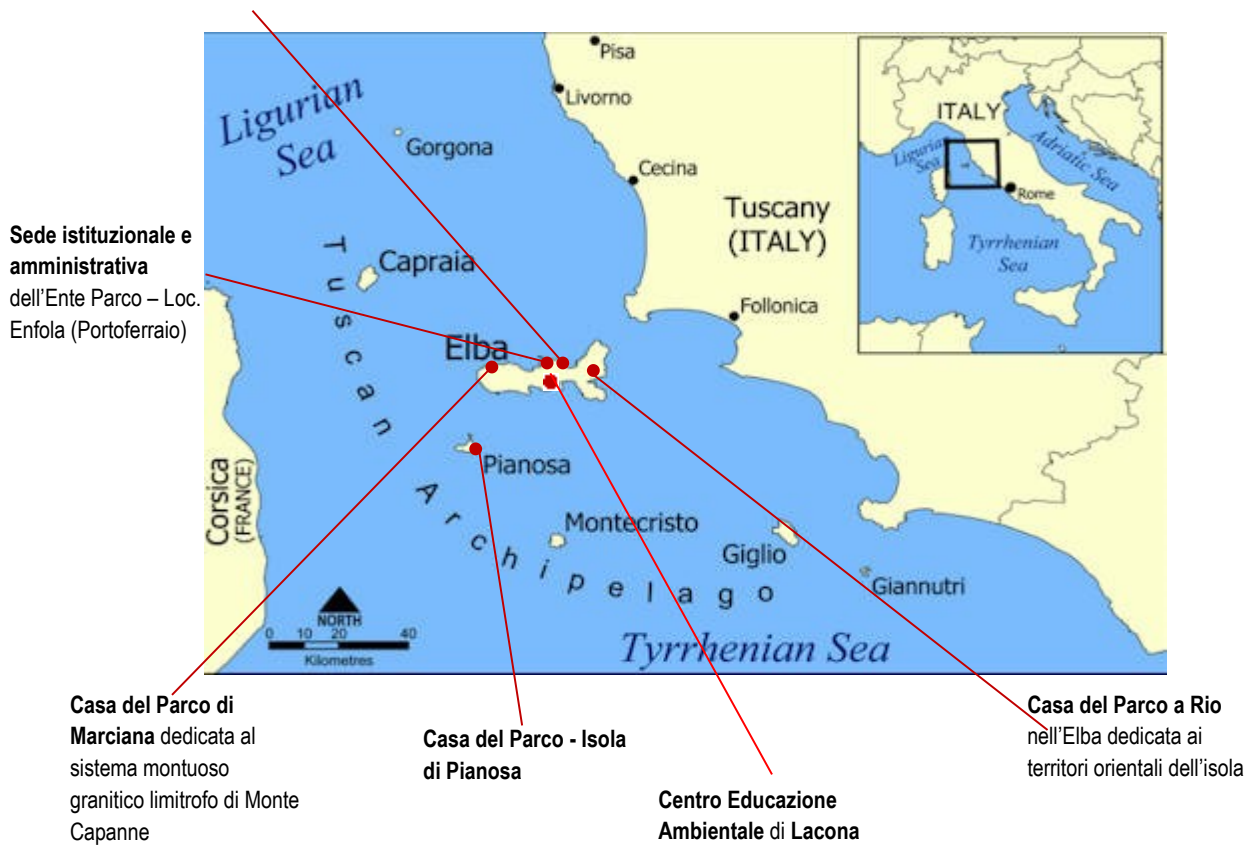 Pisa
Livorno
Ligurian
Sea
Gorgona
Cecina
Tuscany
(ITALY)
ITALY
Ligurian
Sea
Adriatic Sea
Rome
Tyrrhenian
Sea
Sede istituzionale e
amministrativa
dell’Ente Parco – Loc.
Enfola (Portoferraio)
Capraia
Follonica
Elba
Tuscan Archipelago
Pianosa
Corsica
(FRANCE)
Montecristo
Giglio
Giannutri
NORTH
0 10 20 40
Kilometres
Tyrrhenian Sea
Casa del Parco di
Marciana dedicata al
sistema montuoso
granitico limitrofo di Monte
Capanne
Casa del Parco - Isola
di Pianosa
Centro Educazione
Ambientale di Lacona
Casa del Parco a Rio
nell’Elba dedicata ai
territori orientali dell’isola